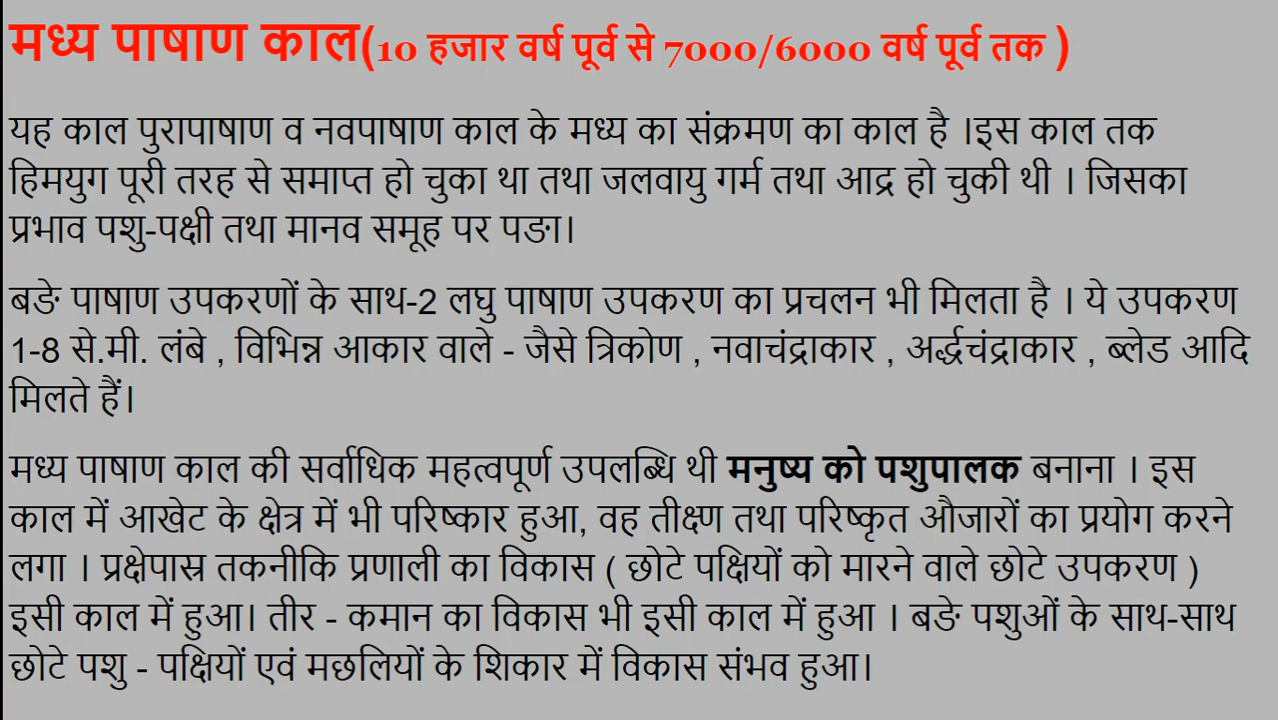 मध्य पाषाण काल(10 हजार वर्ष पूर्व से 7000/6000 वर्ष पूर्व तक )
यह काल पुरापाषाण व नवपाषाण काल के मध्य का संक्रमण का काल है ।इस काल तक
हिमयुग पूरी तरह से समाप्त हो चुका था तथा जलवायु गर्म तथा आद्र हो चुकी थी । जिसका
प्रभाव पशु-पक्षी तथा मानव समूह पर पङा।
बङे पाषाण उपकरणों के साथ-2 लघु पाषाण उपकरण का प्रचलन भी मिलता है । ये उपकरण
1-8 से.मी. लंबे , विभिन्न आकार वाले - जैसे त्रिकोण , नवाचंद्राकार , अर्द्धचंद्राकार , ब्लेड आदि
मिलते हैं।
मध्य पाषाण काल की सर्वाधिक महत्वपूर्ण उपलब्धि थी मनुष्य को पशुपालक बनाना । इस
काल में आखेट के क्षेत्र में भी परिष्कार हुआ, वह तीक्ष्ण तथा परिष्कृत औजारों का प्रयोग करने
लगा । प्रक्षेपास्र तकनीकि प्रणाली का विकास ( छोटे पक्षियों को मारने वाले छोटे उपकरण )
इसी काल में हुआ। तीर - कमान का विकास भी इसी काल में हुआ । बङे पशुओं के साथ-साथ
छोटे पशु - पक्षियों एवं मछलियों के शिकार में विकास संभव हुआ।